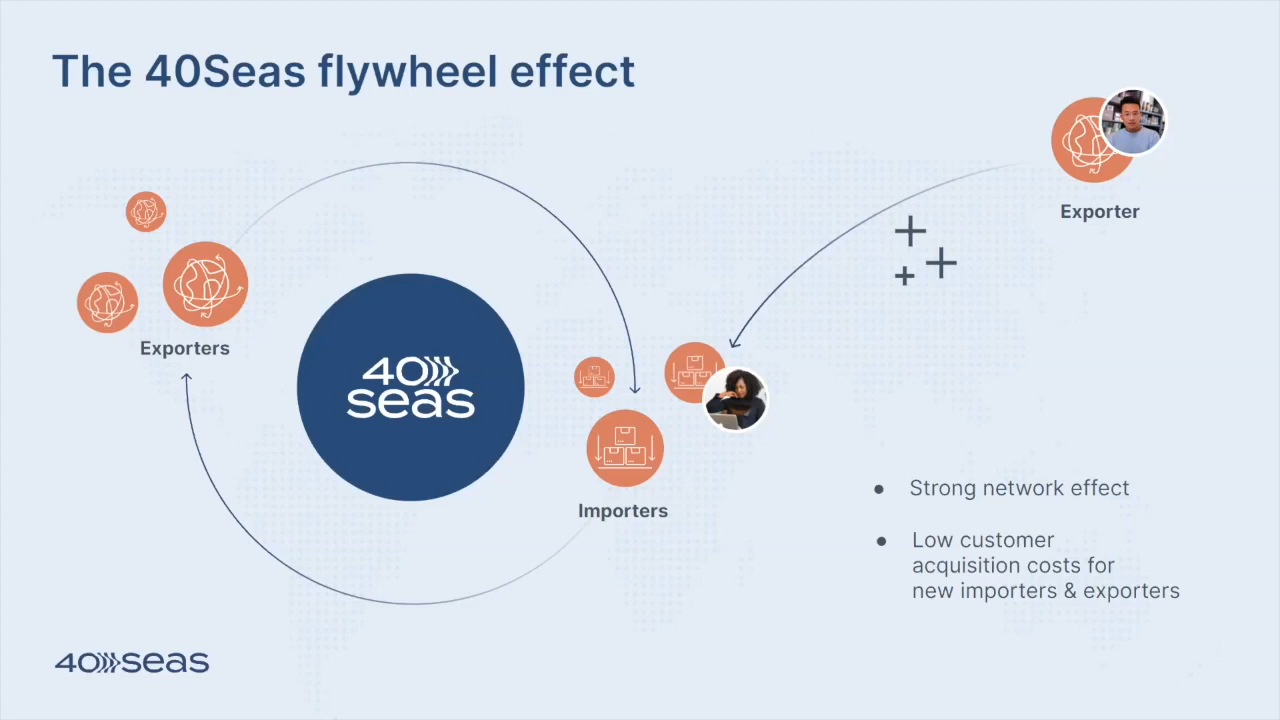 The 40Seas flywheel effect
Exporter
Exporters
40
seas
Importers
● Strong network effect
● Low customer
acquisition costs for
new importers & exporters
40seas